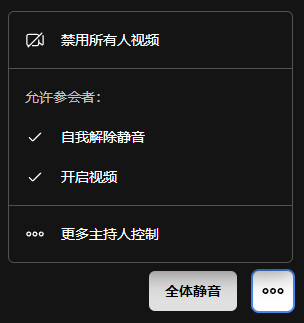 禁用所有人视频
允许参会者：
自我解除静音
开启视频
更多主持人控制
全体静音